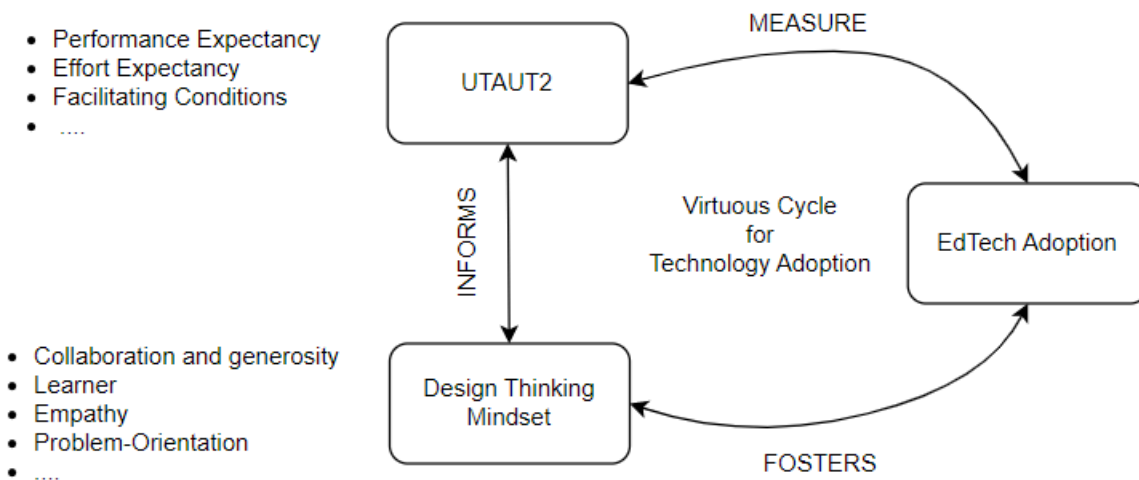 MEASURE
• Performance Expectancy
• Effort Expectancy
• Facilitating Conditions
• ....
UTAUT2
INFORMS
Virtuous Cycle
for
Technology Adoption
EdTech Adoption
• Collaboration and generosity
• Learner
• Empathy
• Problem-Orientation
• ....
Design Thinking
Mindset
FOSTERS